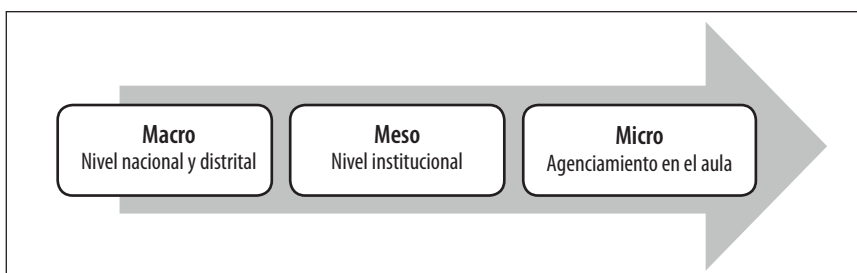 Macro
Nivel nacional y distrital
Meso
Nivel institucional
Micro
Agenciamiento en el aula